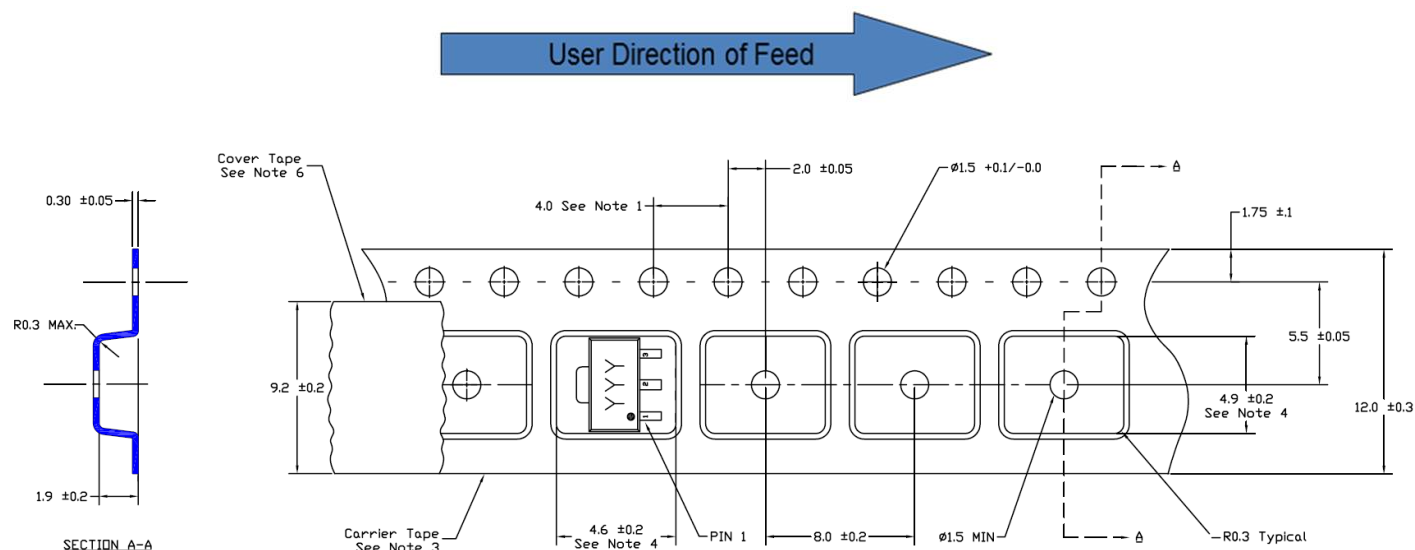 User Direction of Feed
Cover Tape
See Note 6
2.0 ±0.05
ø1.5 +0.1/-0.0
A
0.30 ±0.05
4.0 See Note 1
1.75 ±.1
R0.3 MAX.
5.5 ±0.05
9.2 ±0.2
YYY
3
2
1
4.9 ±0.2
See Note 4
12.0 ±0.3
1.9 ±0.2
4.6 ±0.2
See Note 4
PIN 1
8.0 ±0.2
ø1.5 MIN
A
R0.3 Typical
Carrier Tape
See Note 3
SECTION A-A